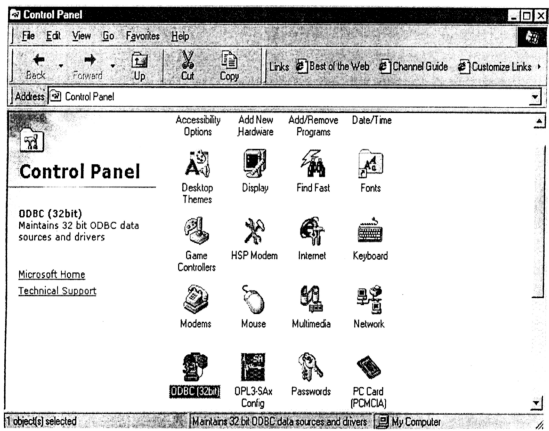 Control Panel
File Edit View Go Favorites Help
Back Forward Up Cut Copy Links Best of the Web Channel Guide Customize Links
Address Control Panel
Control Panel
ODBC (32bit)
Maintains 32 bit ODBC data
sources and drivers
Microsoft Home
Technical Support
Accessibility Options
Add New Hardware
Add/Remove Programs
Date/Time
Desktop Themes
Display
Find Fast
Fonts
Game Controllers
HSP Modem
Internet
Keyboard
Modems
Mouse
Multimedia
Network
ODBC (32bit)
OPL3-SAx Config
Passwords
PC Card (PCMCIA)
1 object(s) selected Maintains 32 bit ODBC data sources and drivers My Computer